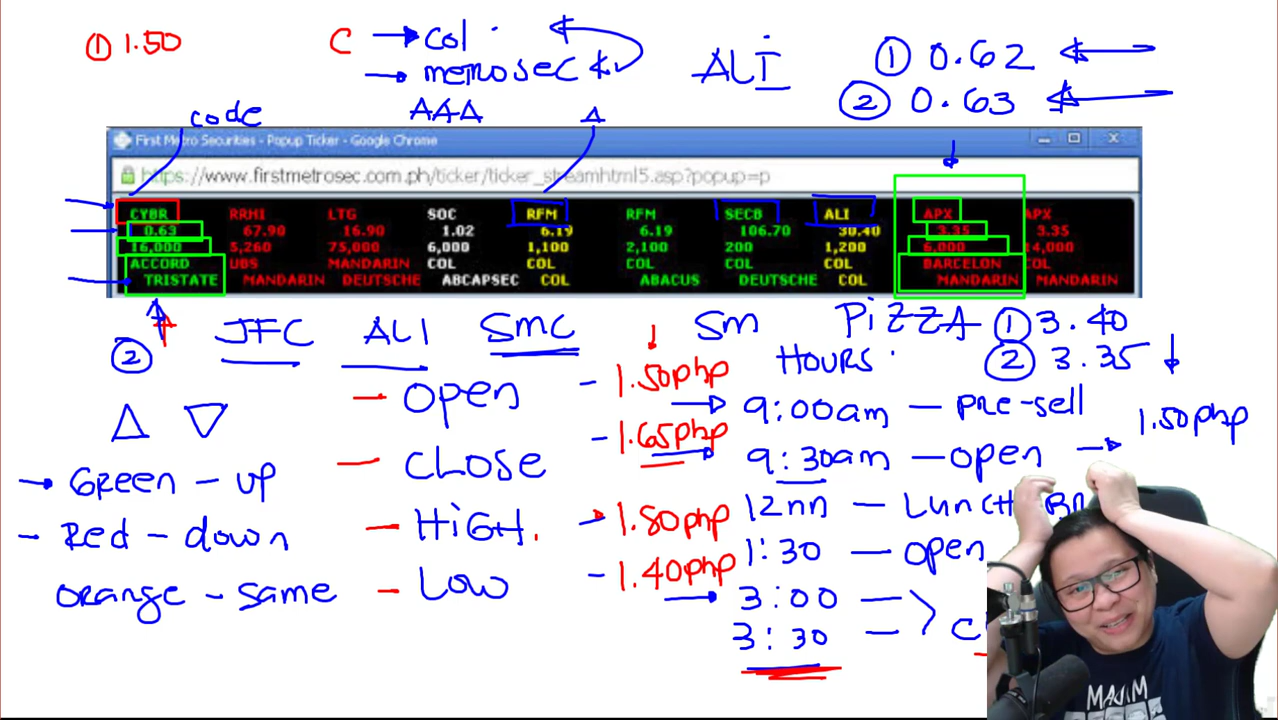 ① 1.50
C → Col
→ metrosec
AAA
ALI
① 0.62
② 0.63
code
First Metro Securities - Popup Ticker - Google Chrome
https://www.firstmetrosec.com.ph/ticker/ticker_streamhtml5.asp?popup=p
CYBR RRHI LTG SOC RFM RFM SECB ALI APX APX
0.63 67.90 16.90 1.02 6.19 6.19 106.70 30.40 3.35 3.35
16,000 5,260 75,000 6,000 1,100 2,100 200 1,200 6,000 14,000
ACCORD UBS MANDARIN COL COL COL COL COL BARCELON COL
TRISTATE MANDARIN DEUTSCHE ABCAPSEC COL ABACUS DEUTSCHE COL MANDARIN MANDARIN
② JFC ALI SMC SM PiZZA ① 3.40
HOURS ② 3.35
— OPEN - 1.50php
9:00am — PRE-sell
1.50php
— CLOSE - 1.65php
9:30am — open →
→ Green - up
— HIGH. → 1.80php
12nn — LUNCH
- Red - down
1:30 — open
orange - same
— LOW - 1.40php
3:00 —
3:30 —